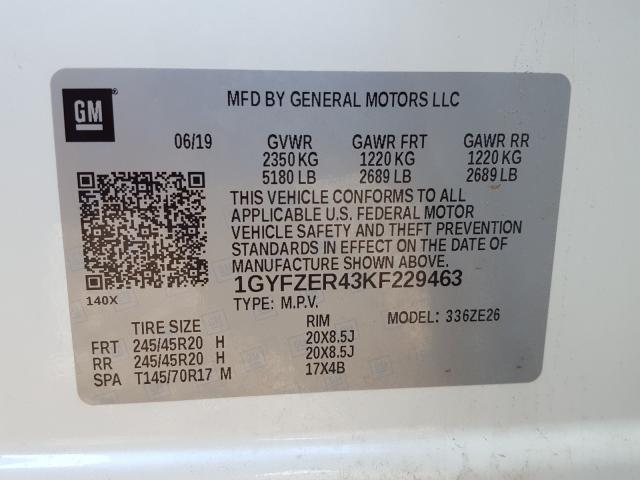 GM
MFD BY GENERAL MOTORS LLC
06/19 GVWR GAWR FRT GAWR RR
2350 KG 1220 KG 1220 KG
5180 LB 2689 LB 2689 LB
THIS VEHICLE CONFORMS TO ALL
APPLICABLE U.S. FEDERAL MOTOR
VEHICLE SAFETY AND THEFT PREVENTION
STANDARDS IN EFFECT ON THE DATE OF
MANUFACTURE SHOWN ABOVE.
140X
1GYFZER43KF229463
TYPE: M.P.V.
TIRE SIZE RIM MODEL: 336ZE26
FRT 245/45R20 H 20X8.5J
RR 245/45R20 H 20X8.5J
SPA T145/70R17 M 17X4B